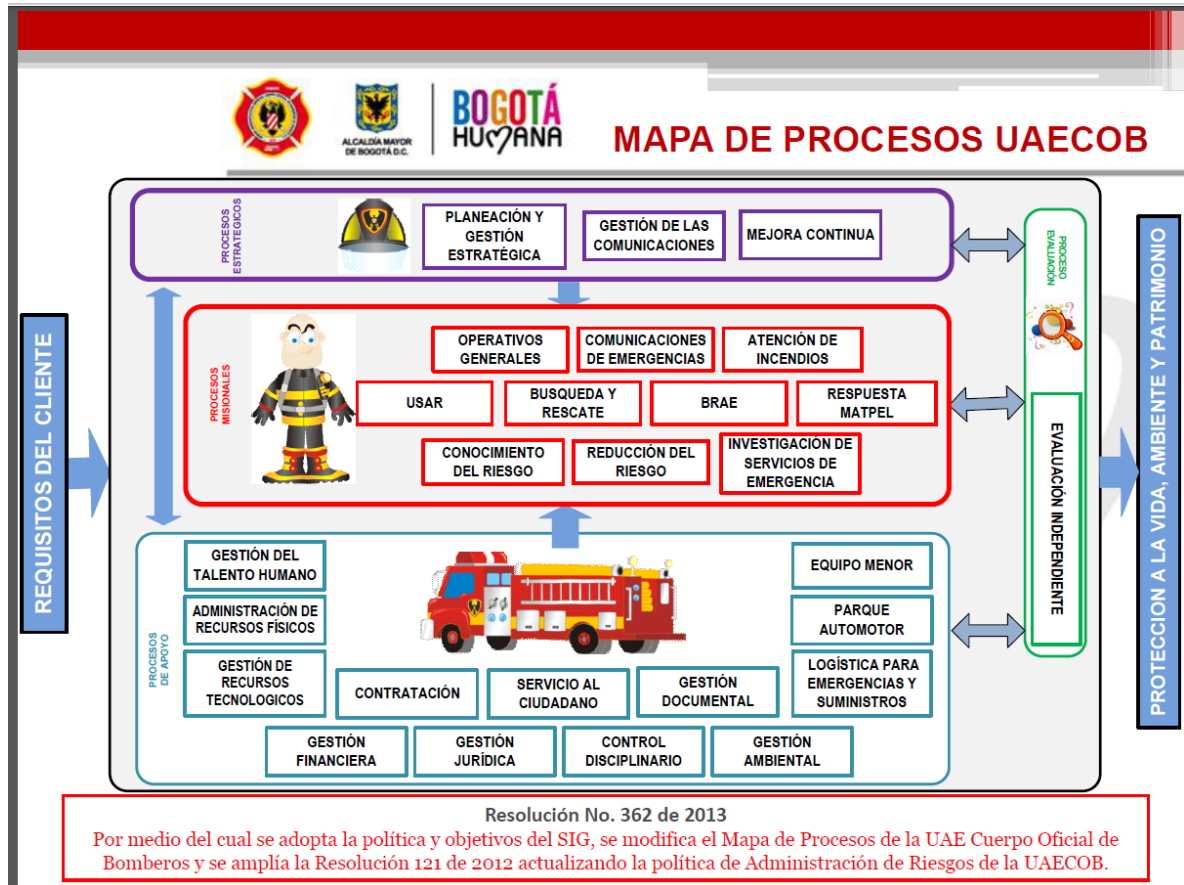 ALCALDÍA MAYOR
DE BOGOTÁ D.C.
BOGOTÁ
HUMANA
MAPA DE PROCESOS UAECOB
REQUISITOS DEL CLIENTE
PROCESOS
ESTRATEGICOS
PLANEACIÓN Y
GESTIÓN
ESTRATÉGICA
GESTIÓN DE LAS
COMUNICACIONES
MEJORA CONTINUA
PROCESOS
MISIONALES
OPERATIVOS
GENERALES
COMUNICACIONES
DE EMERGENCIAS
ATENCIÓN DE
INCENDIOS
USAR
BUSQUEDA Y
RESCATE
BRAE
RESPUESTA
MATPEL
CONOCIMIENTO
DEL RIESGO
REDUCCIÓN DEL
RIESGO
INVESTIGACIÓN DE
SERVICIOS DE
EMERGENCIA
PROCESOS
DE APOYO
GESTIÓN DEL
TALENTO HUMANO
ADMINISTRACIÓN DE
RECURSOS FÍSICOS
GESTIÓN DE
RECURSOS
TECNOLOGICOS
CONTRATACIÓN
SERVICIO AL
CIUDADANO
GESTIÓN
DOCUMENTAL
EQUIPO MENOR
PARQUE
AUTOMOTOR
LOGÍSTICA PARA
EMERGENCIAS Y
SUMINISTROS
GESTIÓN
FINANCIERA
GESTIÓN
JURÍDICA
CONTROL
DISCIPLINARIO
GESTIÓN
AMBIENTAL
PROCESO
EVALUACIÓN
EVALUACIÓN INDEPENDIENTE
PROTECCION A LA VIDA, AMBIENTE Y PATRIMONIO
Resolución No. 362 de 2013
Por medio del cual se adopta la política y objetivos del SIG, se modifica el Mapa de Procesos de la UAE Cuerpo Oficial de
Bomberos y se amplía la Resolución 121 de 2012 actualizando la política de Administración de Riesgos de la UAECOB.